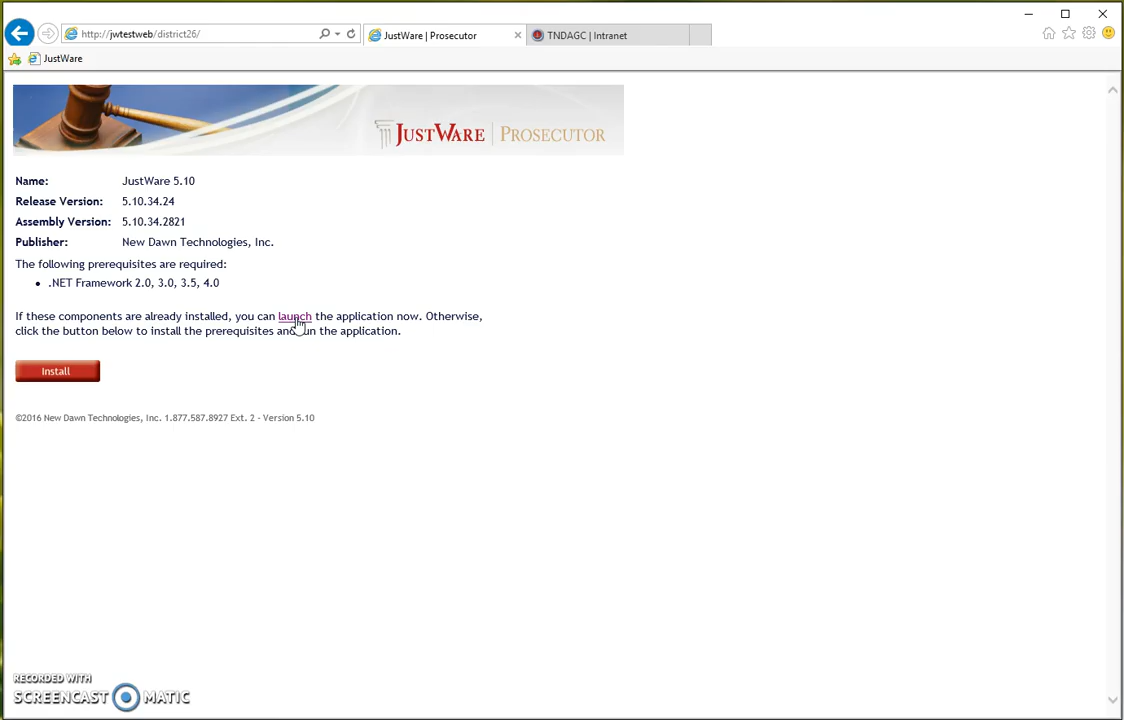 http://jwtestweb/district26/
JustWare | Prosecutor
TNDAGC | Intranet
JustWare
JUSTWARE | PROSECUTOR
Name: JustWare 5.10
Release Version: 5.10.34.24
Assembly Version: 5.10.34.2821
Publisher: New Dawn Technologies, Inc.
The following prerequisites are required:
• .NET Framework 2.0, 3.0, 3.5, 4.0
If these components are already installed, you can launch the application now. Otherwise,
click the button below to install the prerequisites and run the application.
Install
©2016 New Dawn Technologies, Inc. 1.877.587.8927 Ext. 2 - Version 5.10
RECORDED WITH
SCREENCAST MATIC